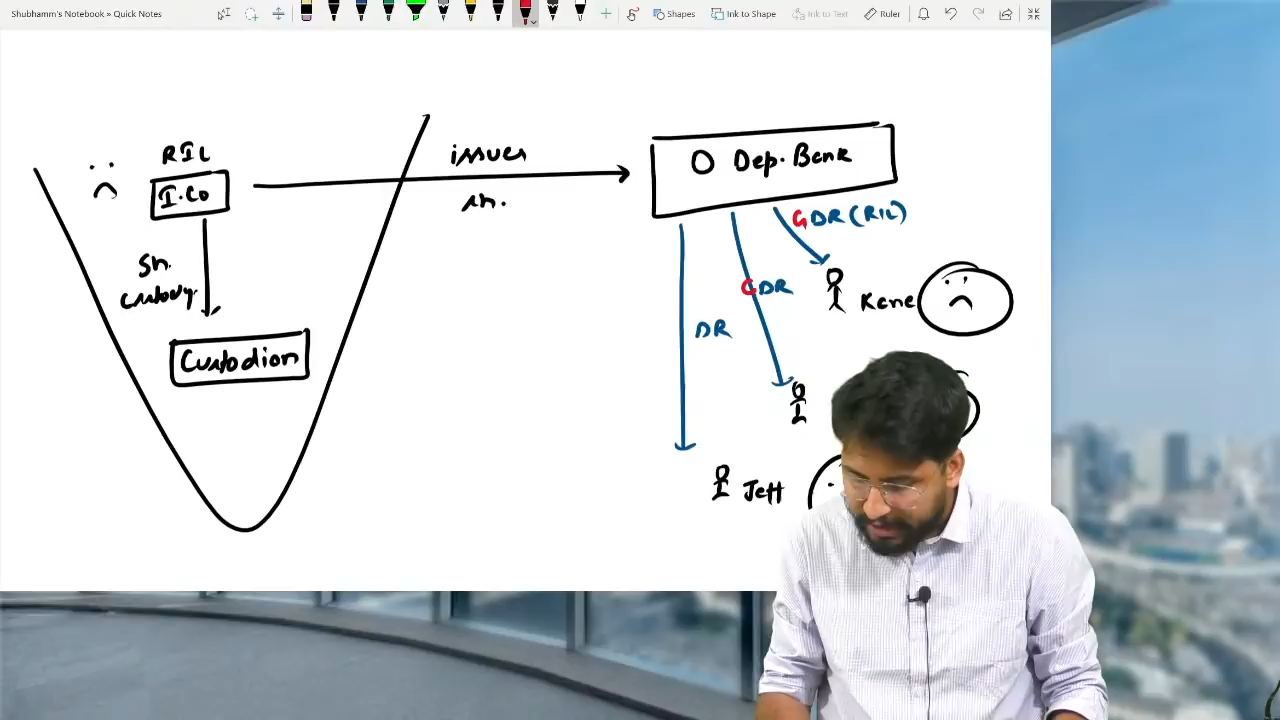 Shubhamm's Notebook » Quick Notes
Shapes
Ink to Shape
Ink to Text
Ruler
RIL
I.Co
issues
sh.
Sh.
custody
Custodian
O Dep. Bank
GDR (RIL)
GDR
DR
Kane
Jeff